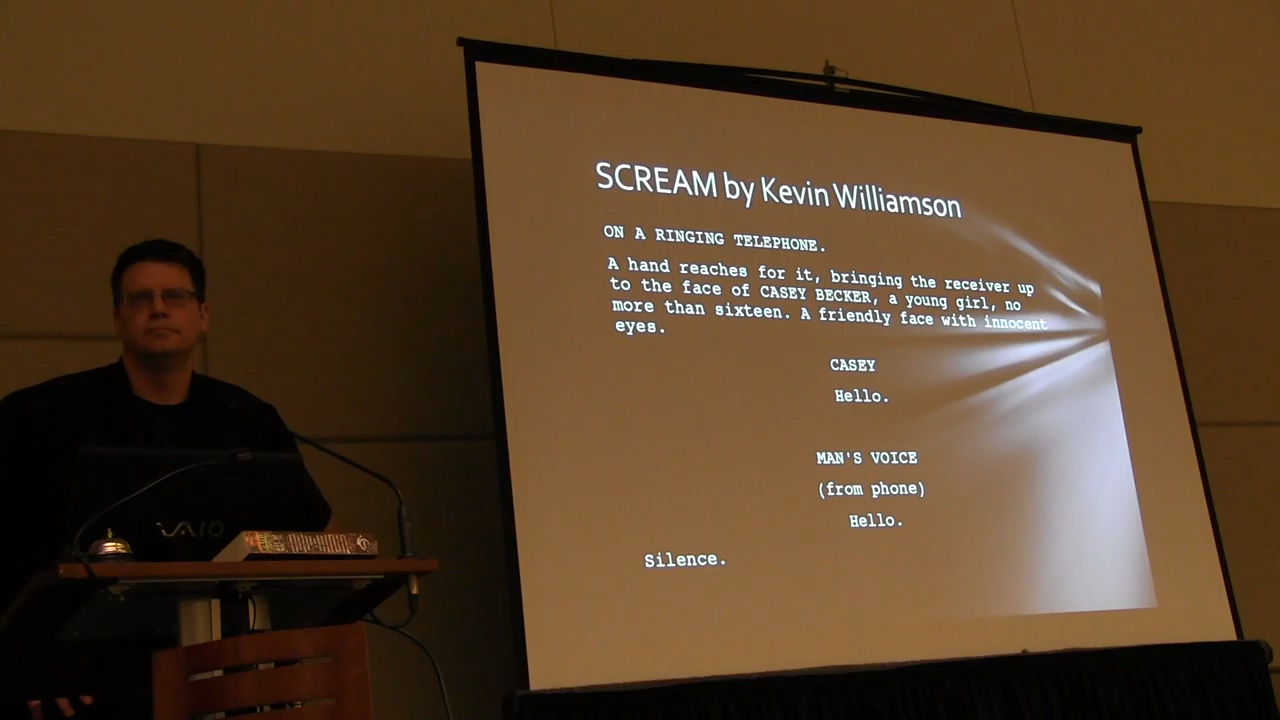 SCREAM by Kevin Williamson
ON A RINGING TELEPHONE.
A hand reaches for it, bringing the receiver up
to the face of CASEY BECKER, a young girl, no
more than sixteen. A friendly face with innocent
eyes.
CASEY
Hello.
MAN'S VOICE
(from phone)
Hello.
Silence.
VAIO